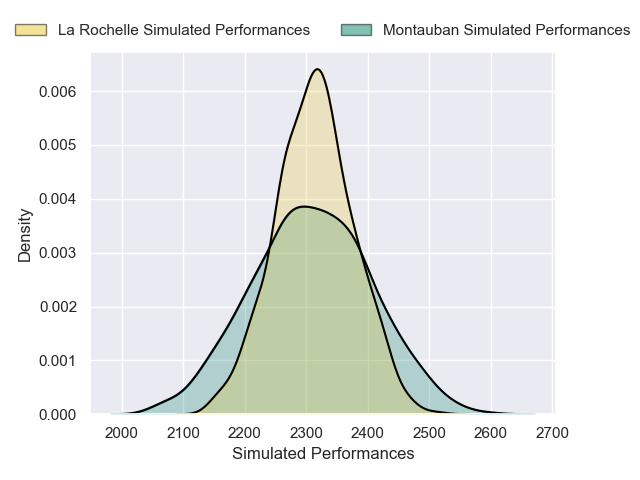 La Rochelle Simulated Performances Montauban Simulated Performances
0.006
0.005
0.004
0.003
0.002
0.001
0.000
Density
2000 2100 2200 2300 2400 2500 2600 2700
Simulated Performances